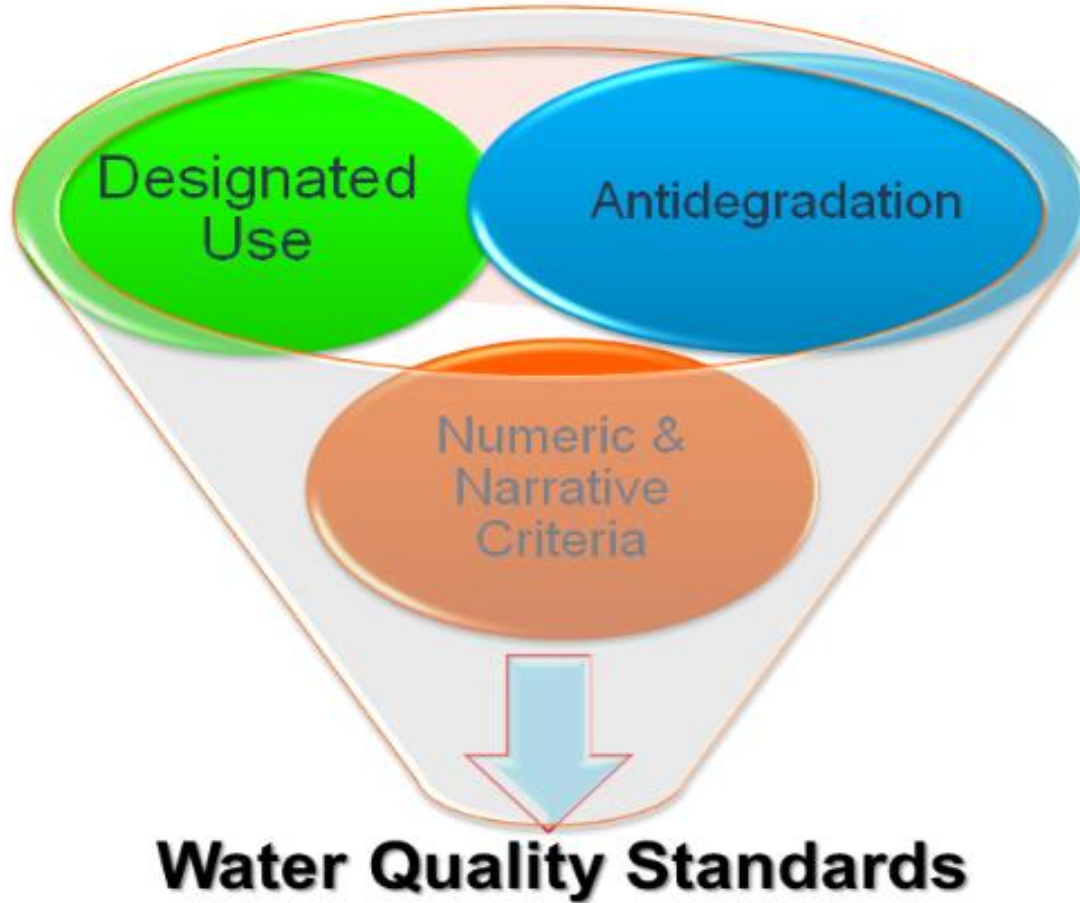 Designated
Use
Antidegradation
Numeric &
Narrative
Criteria
Water Quality Standards